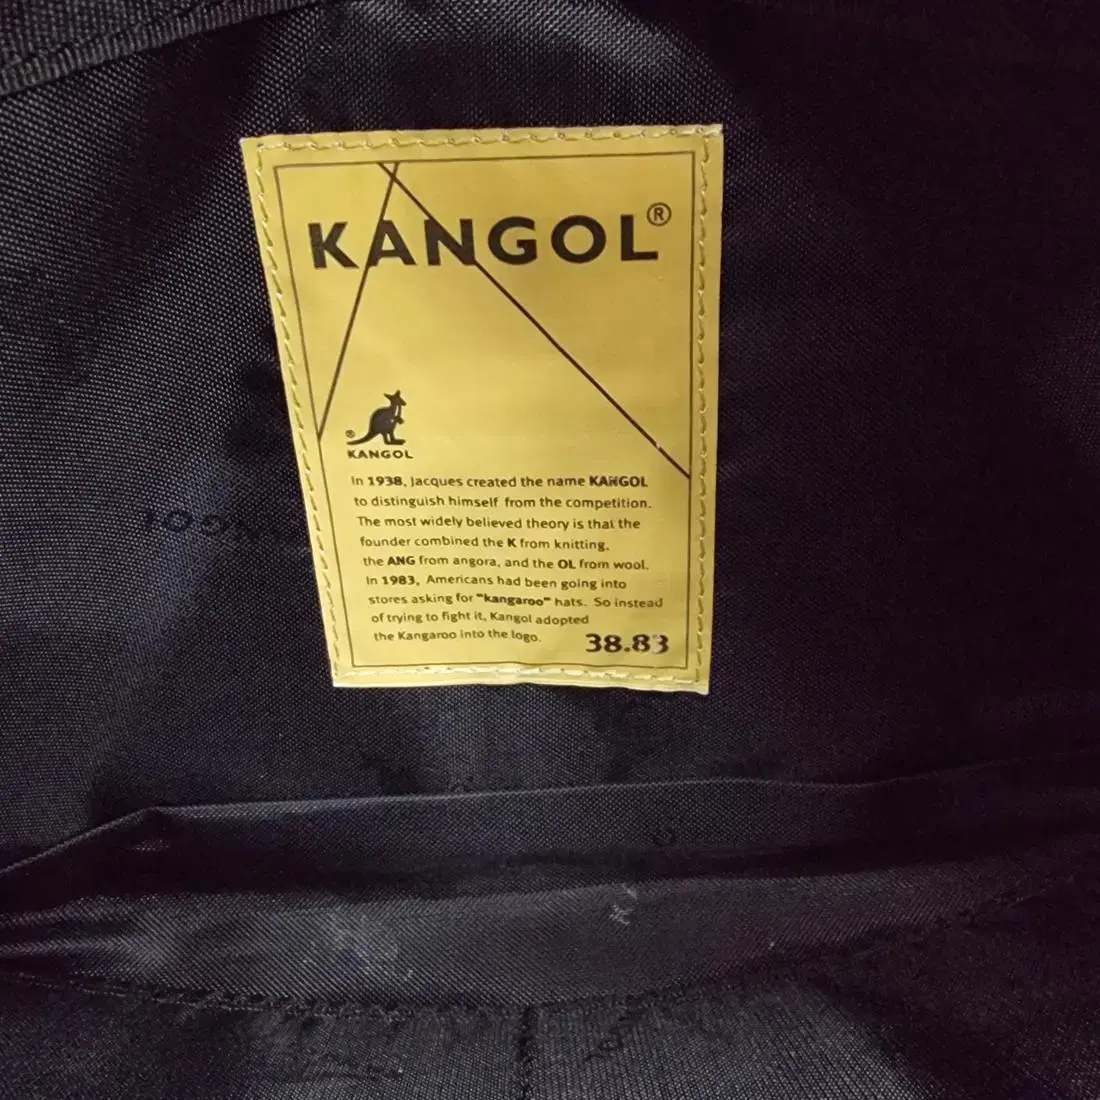 KANGOL®
®
KANGOL
In 1938, Jacques created the name KANGOL
to distinguish himself from the competition.
The most widely believed theory is that the
founder combined the K from knitting,
the ANG from angora, and the OL from wool.
In 1983, Americans had been going into
stores asking for "kangaroo" hats. So instead
of trying to fight it, Kangol adopted
the Kangaroo into the logo.
38.83